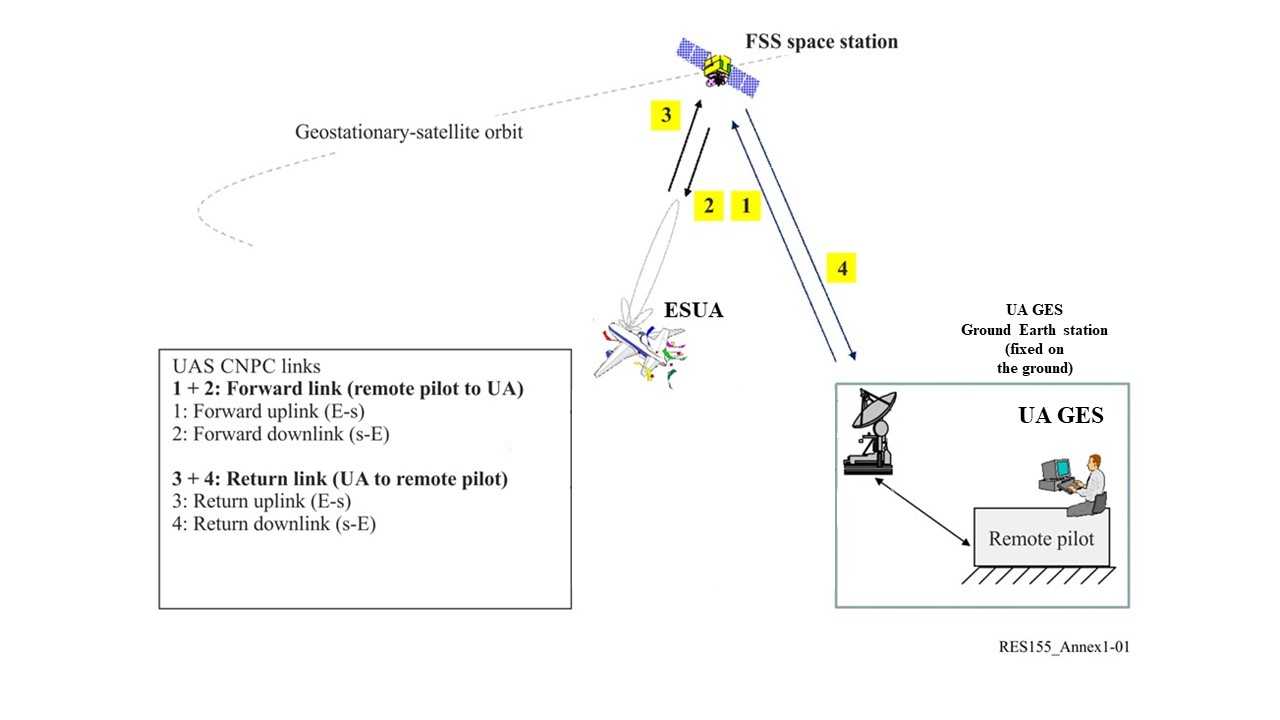 FSS space station
3
Geostationary-satellite orbit
2
1
4
ESUA
UA GES
Ground Earth station
(fixed on
the ground)
UAS CNPC links
1 + 2: Forward link (remote pilot to UA)
1: Forward uplink (E-s)
2: Forward downlink (s-E)
3 + 4: Return link (UA to remote pilot)
3: Return uplink (E-s)
4: Return downlink (s-E)
UA GES
Remote pilot
RES155_Annex1-01